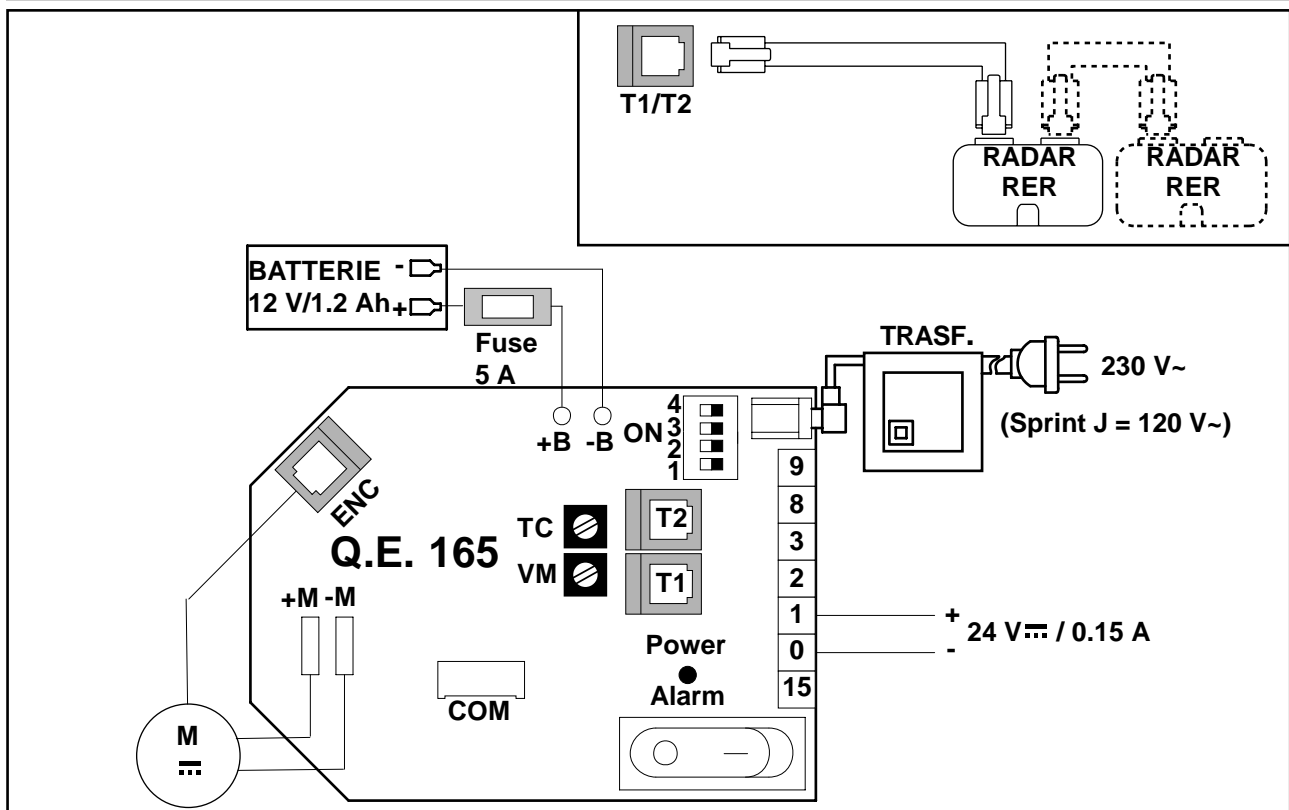 T1/T2
RADAR
RER
RADAR
RER
BATTERIE -
12 V/1.2 Ah +
Fuse
5 A
TRASF.
230 V~
(Sprint J = 120 V~)
+B -B
ON
4
3
2
1
ENC
Q.E. 165
TC
VM
T2
T1
+M -M
M
COM
Power
Alarm
9
8
3
2
1
0
15
+
24 V⎓ / 0.15 A
-